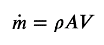 ṁ = ρAV